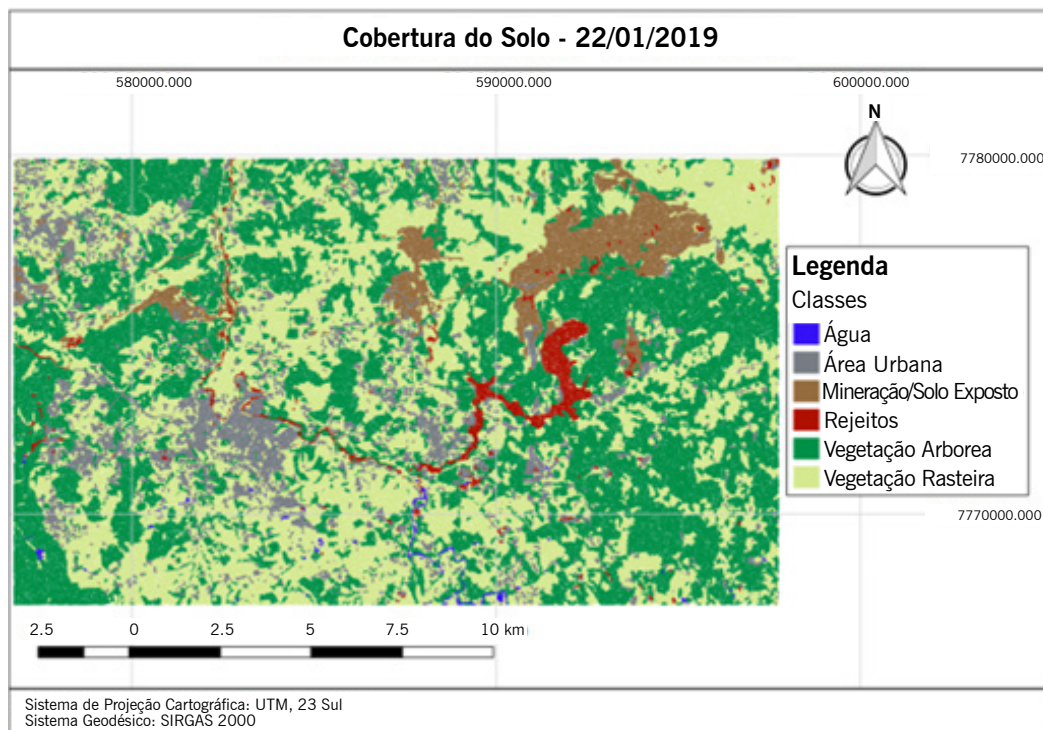 Cobertura do Solo - 22/01/2019
580000.000
590000.000
600000.000
N
7780000.000
Legenda
Classes
Água
Área Urbana
Mineração/Solo Exposto
Rejeitos
Vegetação Arborea
Vegetação Rasteira
7770000.000
2.5 0 2.5 5 7.5 10 km
Sistema de Projeção Cartográfica: UTM, 23 Sul
Sistema Geodésico: SIRGAS 2000